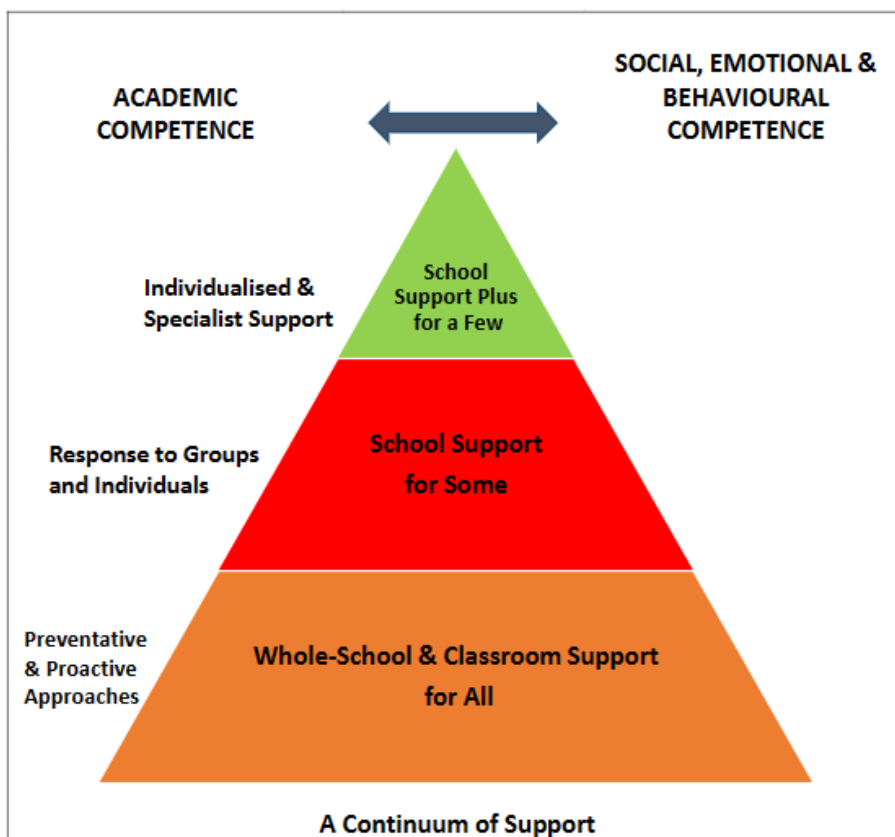 ACADEMIC
COMPETENCE
SOCIAL, EMOTIONAL &
BEHAVIOURAL
COMPETENCE
Individualised &
Specialist Support
School
Support Plus
for a Few
Response to Groups
and Individuals
School Support
for Some
Preventative
& Proactive
Approaches
Whole-School & Classroom Support
for All
A Continuum of Support